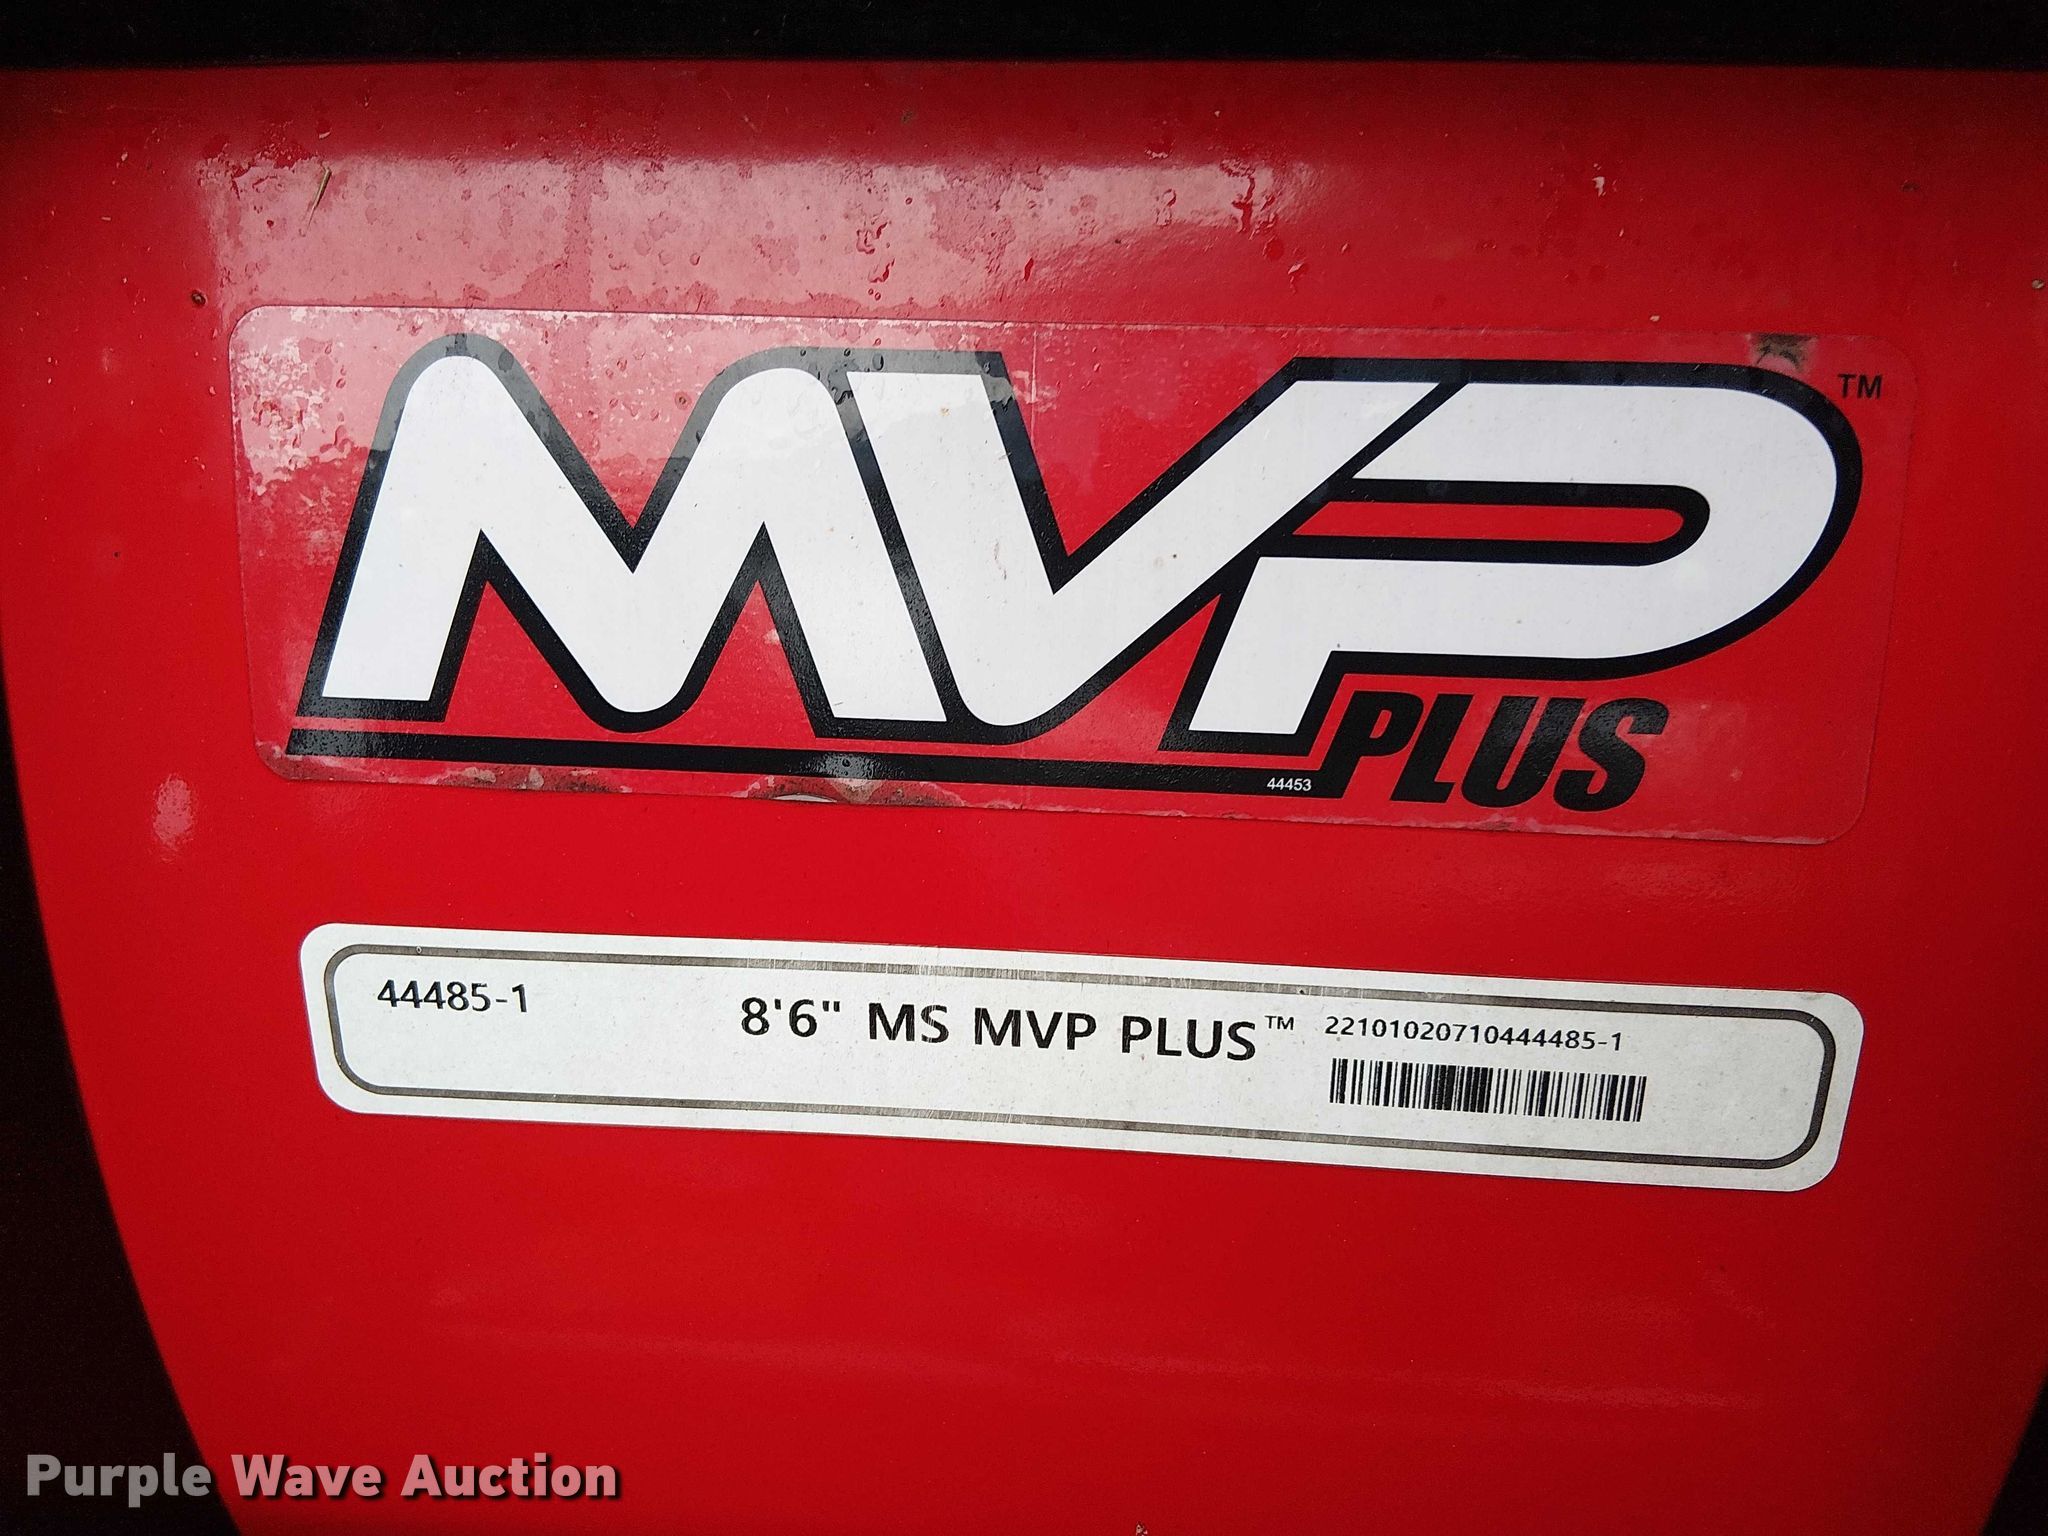 MVP™
PLUS
44453
44485-1
8'6" MS MVP PLUS™
22101020710444485-1
Purple Wave Auction